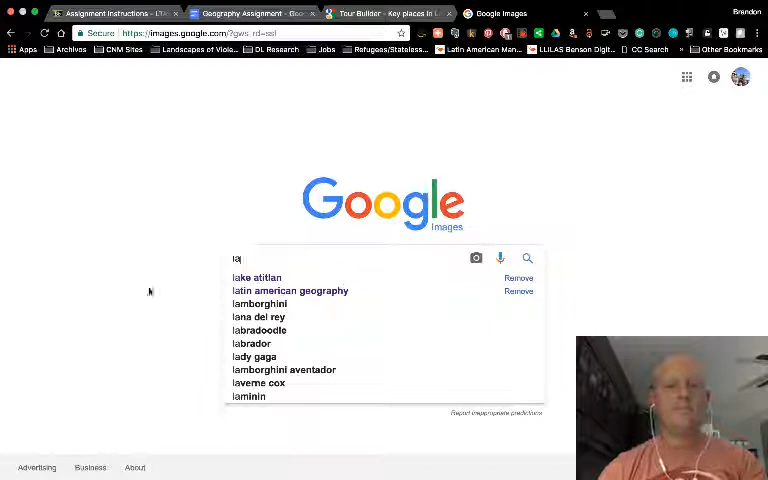 Assignment Instructions - LT
Geography Assignment - Goo
Tour Builder - Key places in L
Google Images
Brandon
Secure
https://images.google.com/?gws_rd=ssl
Apps
Archivos
CNM Sites
Landscapes of Viole
DL Research
Jobs
Refugees/Stateless
Latin American Man
LLILAS Benson Digit
CC Search
»
Other Bookmarks
Google
Images
la
lake atitlan Remove
latin american geography Remove
lamborghini
lana del rey
labradoodle
labrador
lady gaga
lamborghini aventador
laverne cox
laminin
Report inappropriate predictions
Advertising Business About